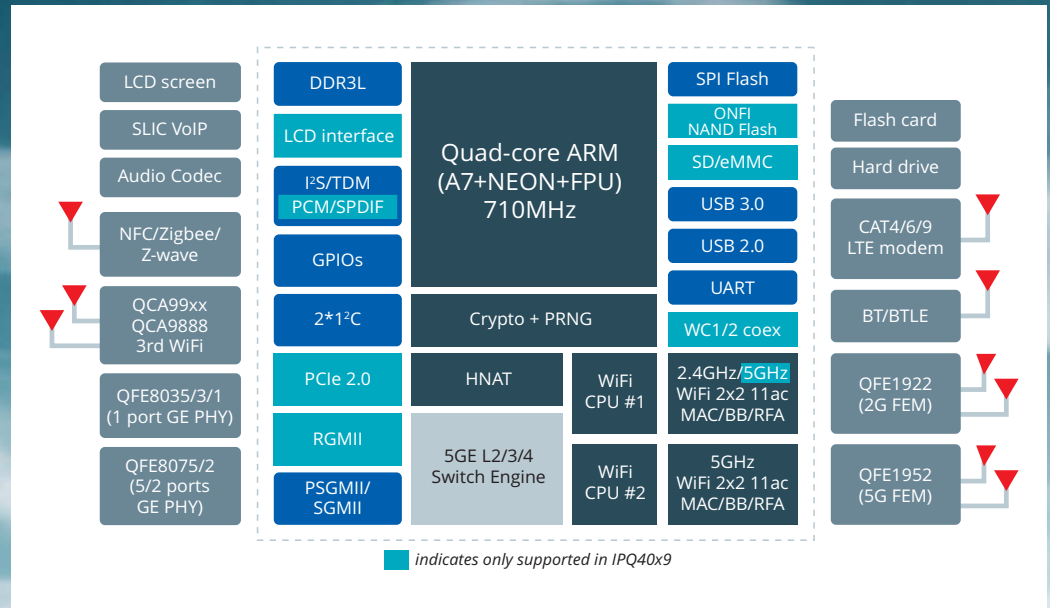 LCD screen
SLIC VoIP
Audio Codec
NFC/Zigbee/
Z-wave
QCA99xx
QCA9888
3rd WiFi
QFE8035/3/1
(1 port GE PHY)
QFE8075/2
(5/2 ports
GE PHY)
DDR3L
LCD interface
I²S/TDM
PCM/SPDIF
GPIOs
2*1²C
PCIe 2.0
RGMII
PSGMII/
SGMII
Quad-core ARM
(A7+NEON+FPU)
710MHz
Crypto + PRNG
HNAT
5GE L2/3/4
Switch Engine
WiFi
CPU #1
WiFi
CPU #2
SPI Flash
ONFI
NAND Flash
SD/eMMC
USB 3.0
USB 2.0
UART
WC1/2 coex
2.4GHz/5GHz
WiFi 2x2 11ac
MAC/BB/RFA
5GHz
WiFi 2x2 11ac
MAC/BB/RFA
Flash card
Hard drive
CAT4/6/9
LTE modem
BT/BTLE
QFE1922
(2G FEM)
QFE1952
(5G FEM)
indicates only supported in IPQ40x9